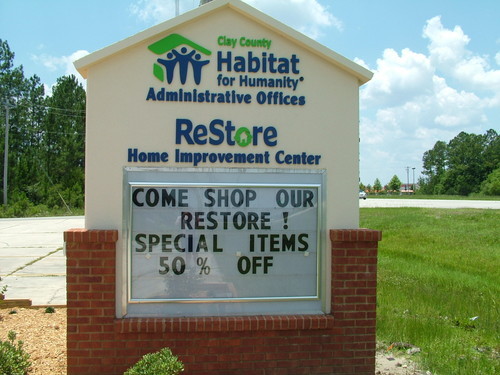 Clay County
Habitat
for Humanity®
Administrative Offices
ReStore
Home Improvement Center
COME SHOP OUR
RESTORE !
SPECIAL ITEMS
50 % OFF